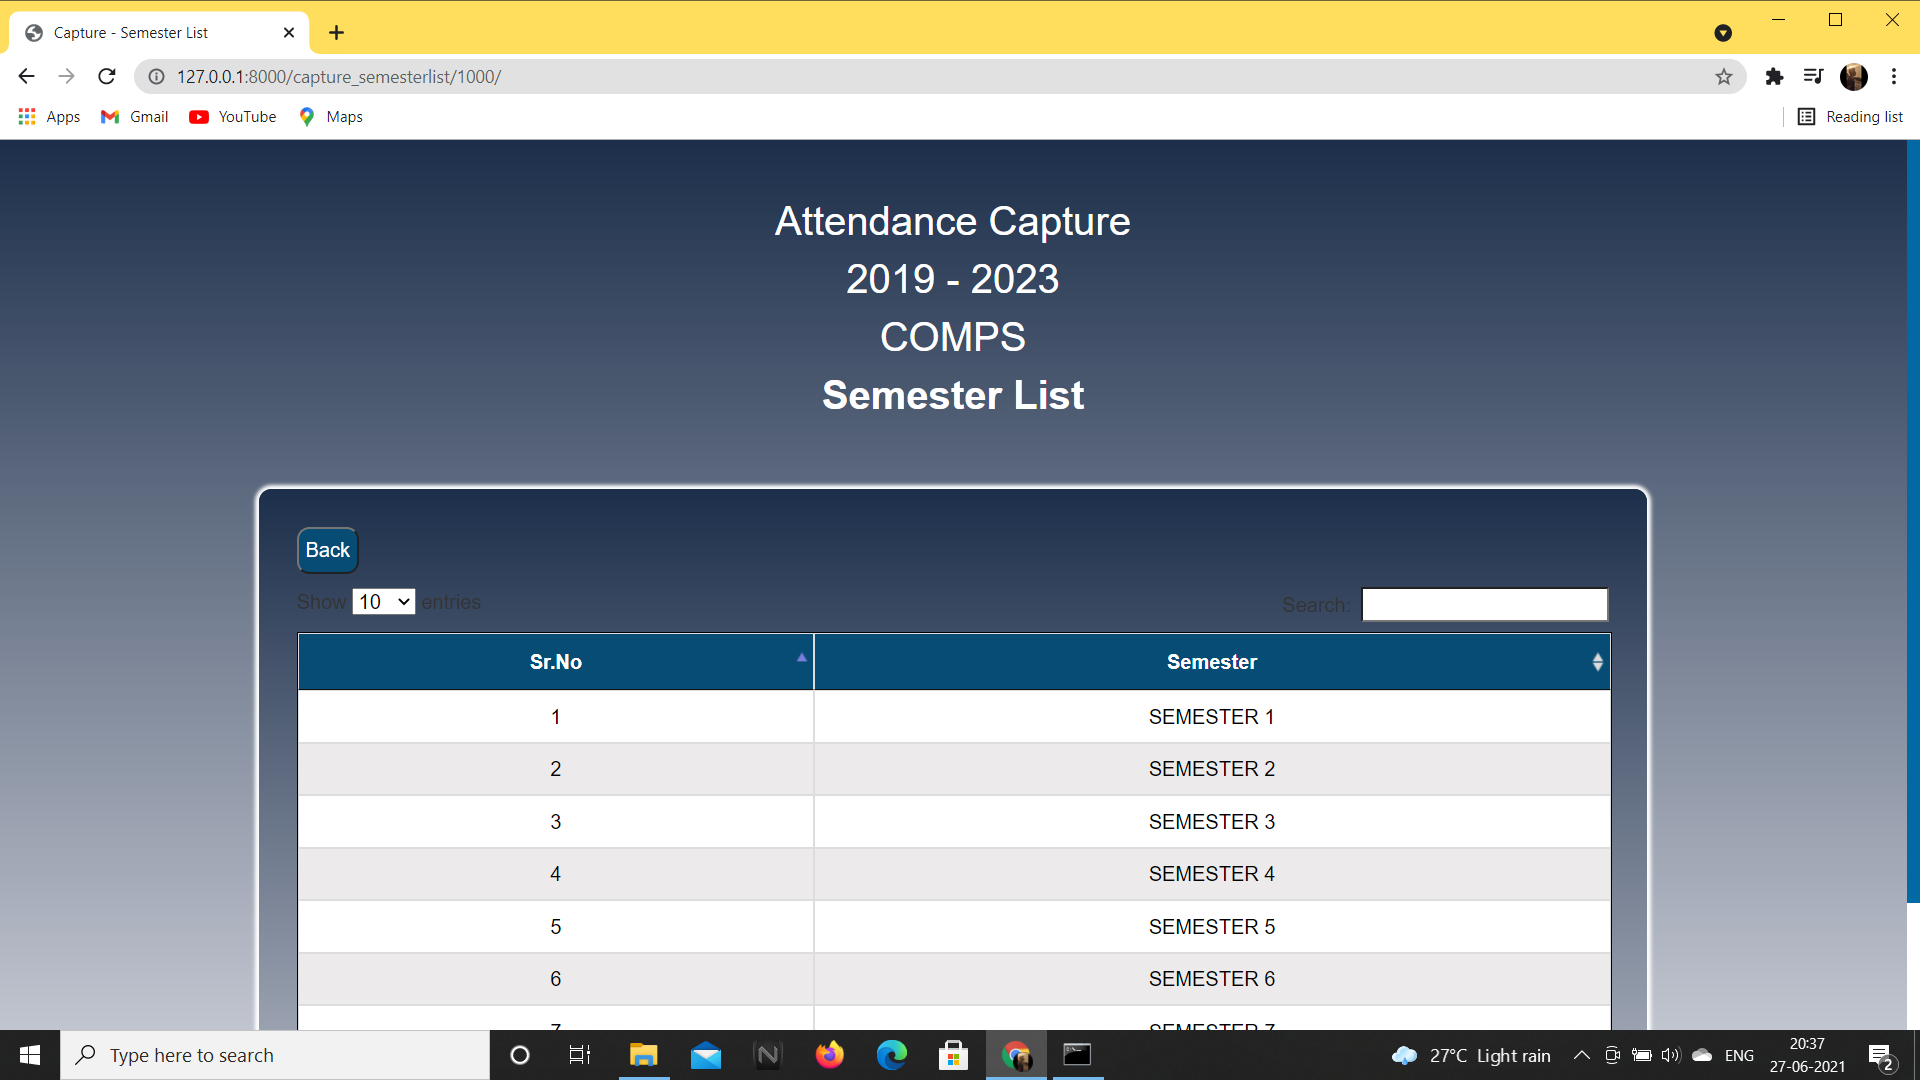 Capture - Semester List
127.0.0.1:8000/capture_semesterlist/1000/
Apps Gmail YouTube Maps Reading list
Attendance Capture
2019 - 2023
COMPS
Semester List
Back
Show 10 entries Search:
Sr.No Semester
1 SEMESTER 1
2 SEMESTER 2
3 SEMESTER 3
4 SEMESTER 4
5 SEMESTER 5
6 SEMESTER 6
7 SEMESTER 7
Type here to search 27°C Light rain ENG 20:37
27-06-2021 2